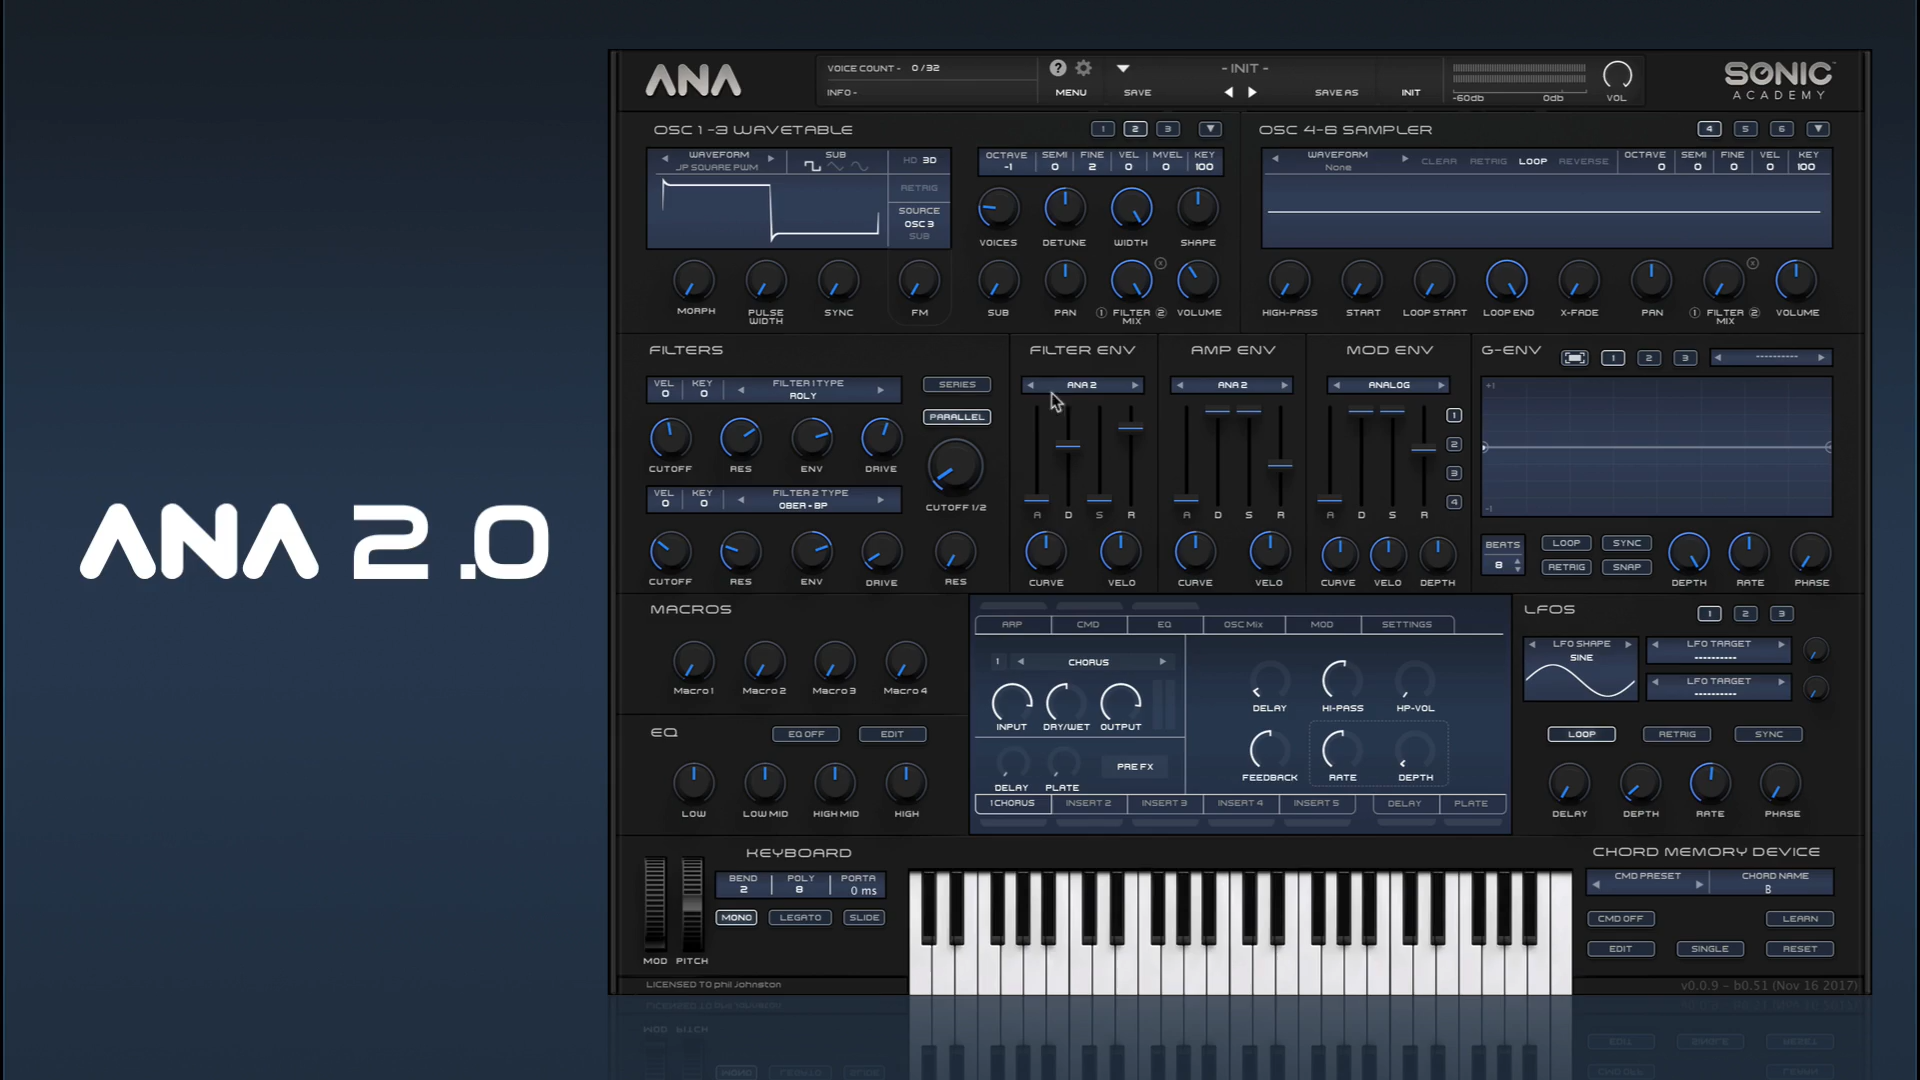 ANA 2.0
ANA
VOICE COUNT - 0 / 32
INFO -
?
MENU
SAVE
- INIT -
SAVE AS
INIT
-60db
0db
VOL
SONIC
ACADEMY
OSC 1-3 WAVETABLE
1 2 3
WAVEFORM
JP SQUARE PWM
SUB
HD 3D
RETRIG
SOURCE
OSC 3
SUB
OCTAVE SEMI FINE VEL MVEL KEY
-1 0 2 0 0 100
VOICES DETUNE WIDTH SHAPE
MORPH PULSE WIDTH SYNC FM SUB PAN 1 FILTER MIX 2 VOLUME
OSC 4-6 SAMPLER
4 5 6
WAVEFORM
None
CLEAR RETRIG LOOP REVERSE
OCTAVE SEMI FINE VEL KEY
0 0 0 0 100
HIGH-PASS START LOOP START LOOP END X-FADE PAN 1 FILTER MIX 2 VOLUME
FILTERS
VEL KEY FILTER 1 TYPE
0 0 ROLY
SERIES
PARALLEL
CUTOFF RES ENV DRIVE
VEL KEY FILTER 2 TYPE
0 0 OBER - BP
CUTOFF 1/2
CUTOFF RES ENV DRIVE RES
FILTER ENV
ANA 2
A D S R
CURVE VELO
AMP ENV
ANA 2
A D S R
CURVE VELO
MOD ENV
ANALOG
1
2
3
4
A D S R
CURVE VELO DEPTH
G-ENV
1 2 3
----------
+1
-1
BEATS
8
LOOP SYNC
RETRIG SNAP
DEPTH RATE PHASE
MACROS
Macro 1 Macro 2 Macro 3 Macro 4
EQ
EQ OFF EDIT
LOW LOW MID HIGH MID HIGH
ARP CMD EQ OSC Mix MOD SETTINGS
1 CHORUS
INPUT DRY/WET OUTPUT
DELAY PLATE PRE FX
DELAY HI-PASS HP-VOL
FEEDBACK RATE DEPTH
1 CHORUS INSERT 2 INSERT 3 INSERT 4 INSERT 5 DELAY PLATE
LFOS
1 2 3
LFO SHAPE
SINE
LFO TARGET
----------
LFO TARGET
----------
LOOP RETRIG SYNC
DELAY DEPTH RATE PHASE
KEYBOARD
BEND POLY PORTA
2 8 0 ms
MONO LEGATO SLIDE
MOD PITCH
CHORD MEMORY DEVICE
CMD PRESET CHORD NAME
B
CMD OFF LEARN
EDIT SINGLE RESET
LICENSED TO phil Johnston
v0.0.9 - b0.51 (Nov 16 2017)